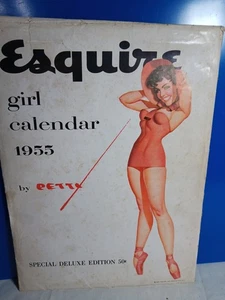 Esquire
girl
calendar
1955
by PETTY
SPECIAL DELUXE EDITION 50¢